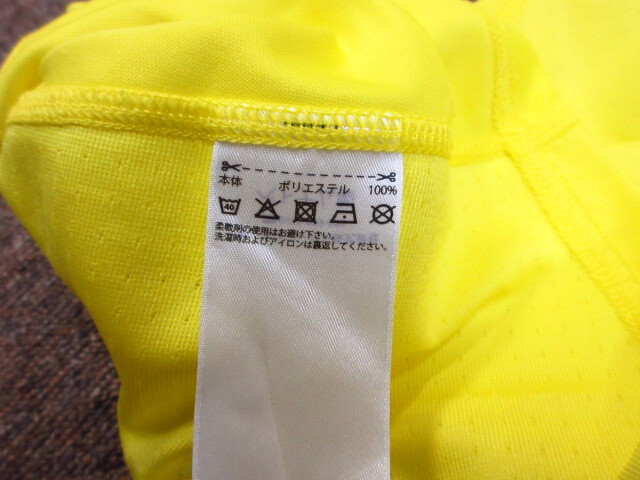 本体 ポリエステル 100%
40
柔軟剤の使用はお避け下さい。
洗濯時およびアイロンは裏返してください。